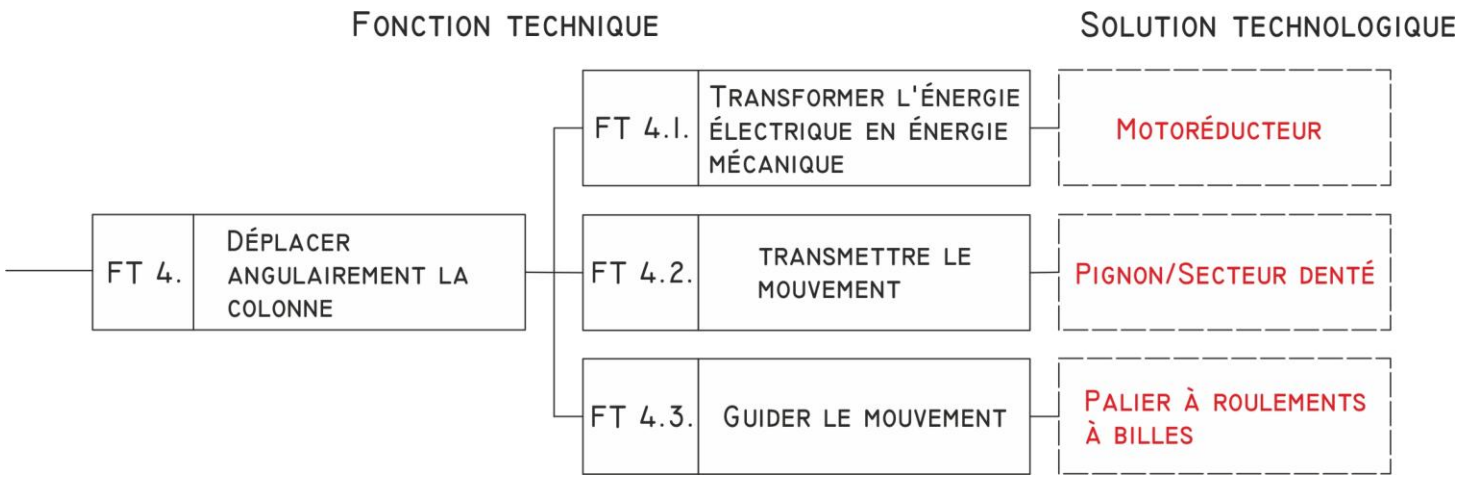 FONCTION TECHNIQUE
SOLUTION TECHNOLOGIQUE
FT 4.
DÉPLACER
ANGULAIREMENT LA
COLONNE
FT 4.1.
TRANSFORMER L'ÉNERGIE
ÉLECTRIQUE EN ÉNERGIE
MÉCANIQUE
MOTORÉDUCTEUR
FT 4.2.
TRANSMETTRE LE
MOUVEMENT
PIGNON/SECTEUR DENTÉ
FT 4.3.
GUIDER LE MOUVEMENT
PALIER À ROULEMENTS
À BILLES